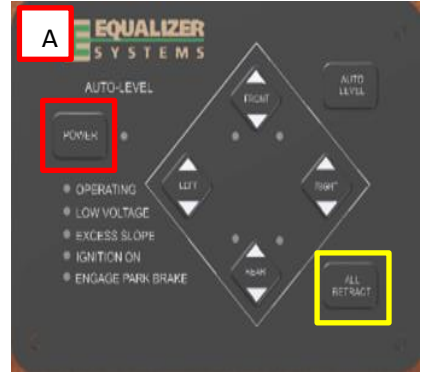 A
EQUALIZER
SYSTEMS
AUTO-LEVEL
AUTO
LEVEL
FRONT
POWER
LEFT
RIGHT
OPERATING
LOW VOLTAGE
EXCESS SLOPE
IGNITION ON
ENGAGE PARK BRAKE
REAR
ALL
RETRACT